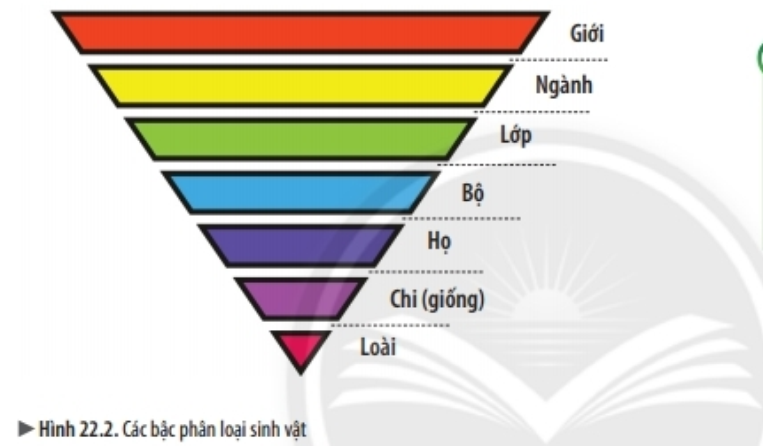 Giới
Ngành
Lớp
Bộ
Họ
Chi (giống)
Loài
► Hình 22.2. Các bậc phân loại sinh vật